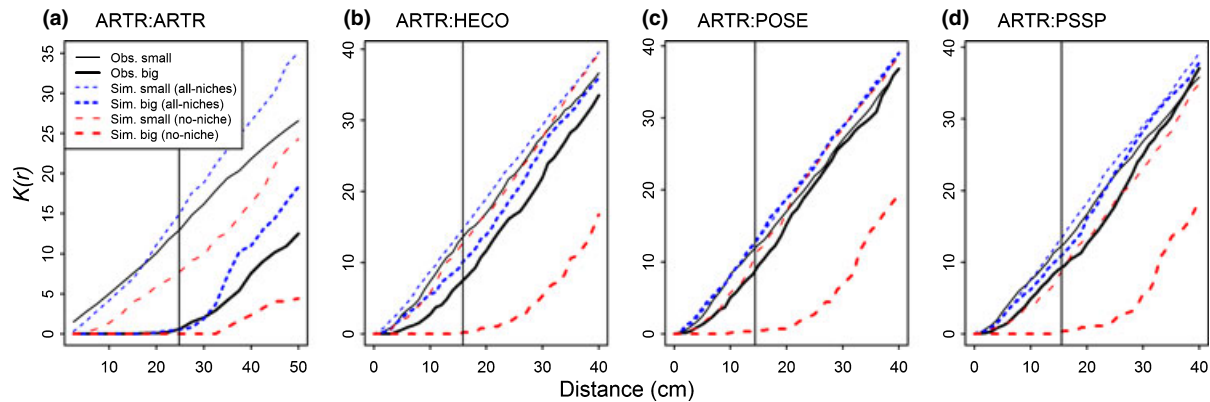 (a) ARTR:ARTR
(b) ARTR:HECO
(c) ARTR:POSE
(d) ARTR:PSSP
K(r)
35
30
25
20
15
10
5
0
Obs. small
Obs. big
Sim. small (all-niches)
Sim. big (all-niches)
Sim. small (no-niche)
Sim. big (no-niche)
10 20 30 40 50
30
20
10
0
0 10 20 30 40
40
30
20
10
0
0 10 20 30 40
40
30
20
10
0
0 10 20 30 40
Distance (cm)